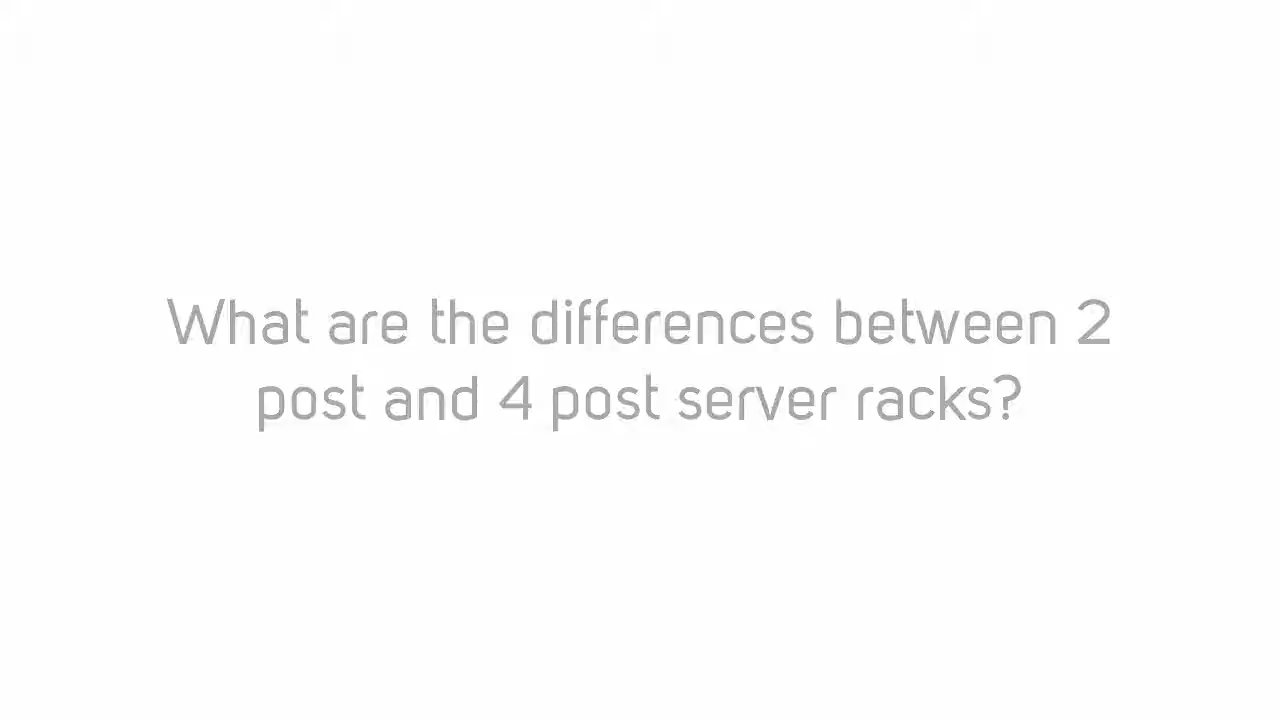 What are the differences between 2
post and 4 post server racks?